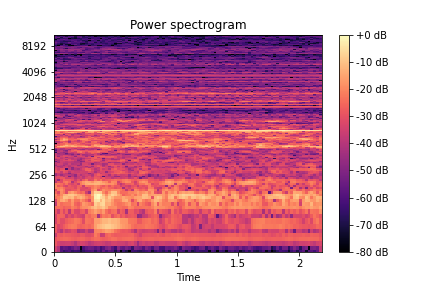 Power spectrogram
Hz
8192
4096
2048
1024
512
256
128
64
0
0
0.5
1
1.5
2
Time
+0 dB
-10 dB
-20 dB
-30 dB
-40 dB
-50 dB
-60 dB
-70 dB
-80 dB